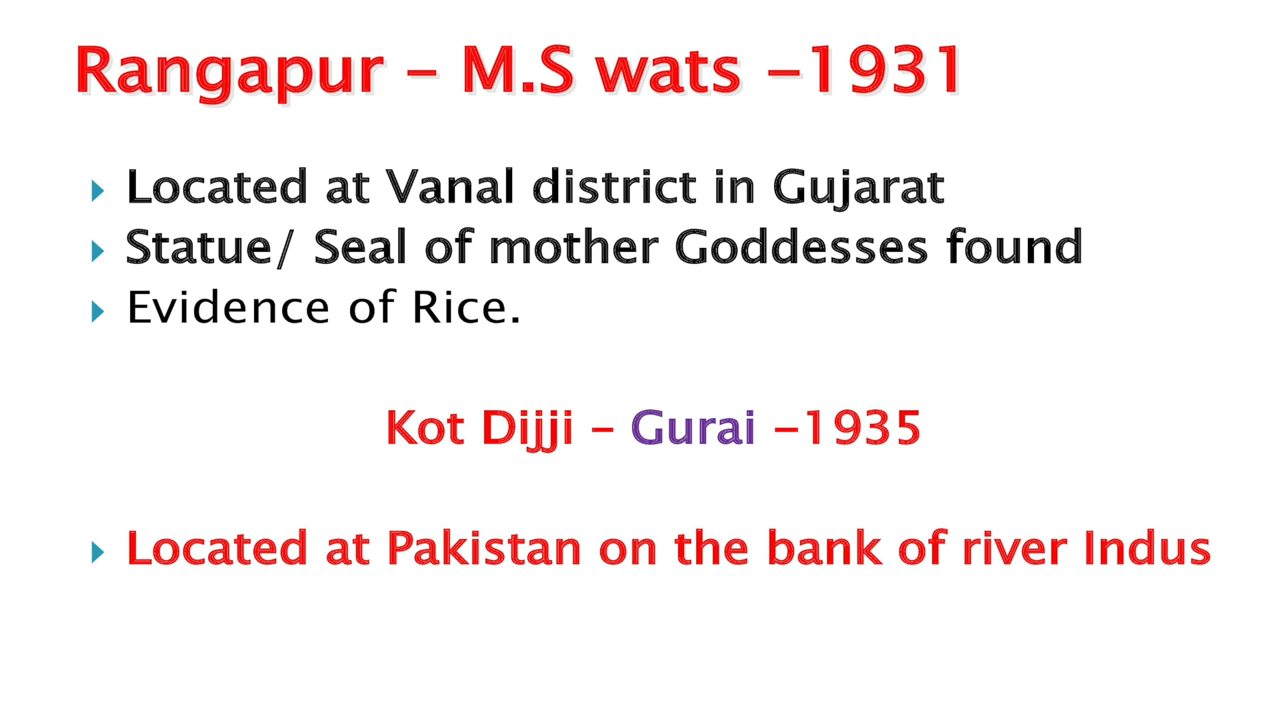 Rangapur – M.S wats –1931
Located at Vanal district in Gujarat
Statue/ Seal of mother Goddesses found
Evidence of Rice.
Kot Dijji – Gurai –1935
Located at Pakistan on the bank of river Indus